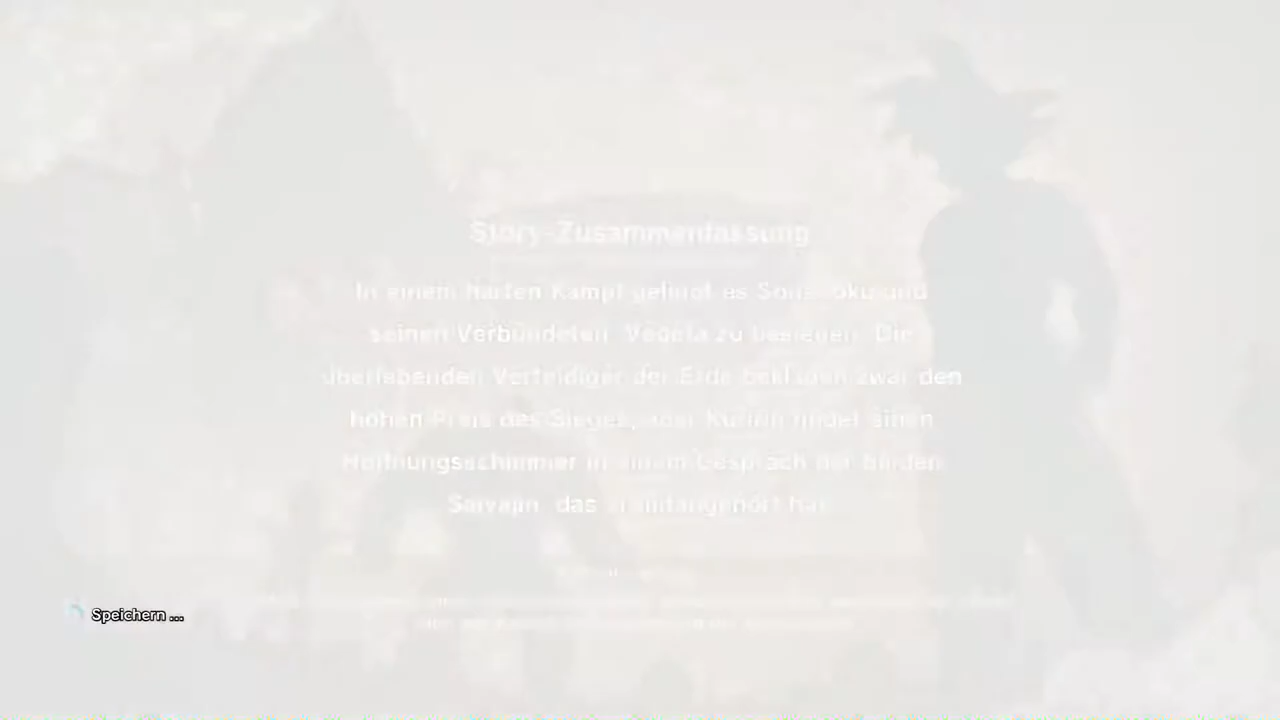 Story-Zusammenfassung
In einem harten Kampf gelingt es Son Goku und
seinen Verbündeten, Vegeta zu besiegen. Die
überlebenden Verteidiger der Erde beklagen zwar den
hohen Preis des Sieges, aber Kuririn findet einen
Hoffnungsschimmer in einem Gespräch der beiden
Saiyajin, das er mitangehört hat.
Speichern ...